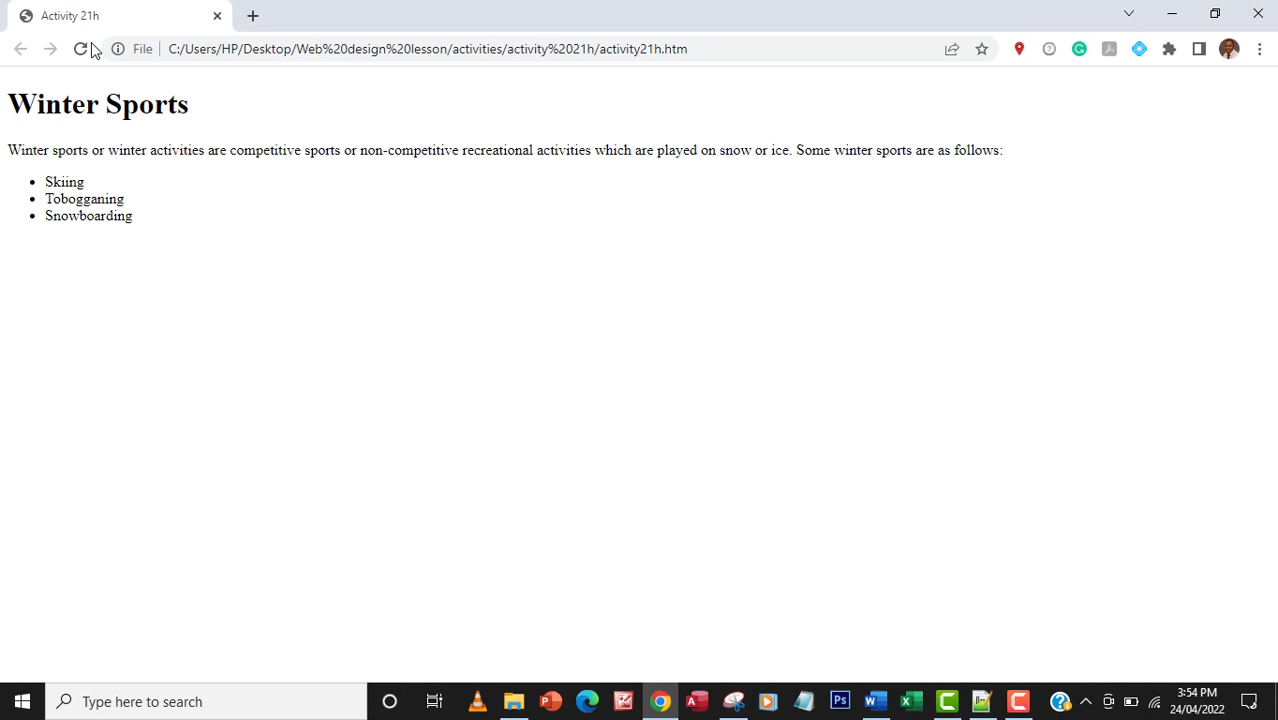 Activity 21h
File
C:/Users/HP/Desktop/Web%20design%20lesson/activities/activity%2021h/activity21h.htm
Winter Sports
Winter sports or winter activities are competitive sports or non-competitive recreational activities which are played on snow or ice. Some winter sports are as follows:
• Skiing
• Tobogganing
• Snowboarding
Type here to search
3:54 PM
24/04/2022